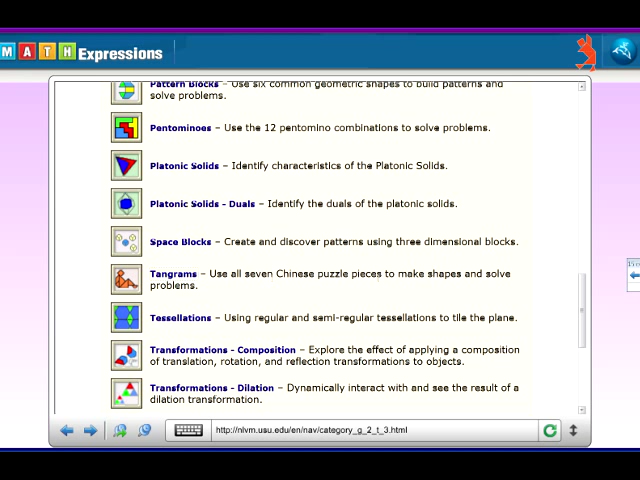 MATH Expressions
Pattern Blocks – Use six common geometric shapes to build patterns and
solve problems.
Pentominoes – Use the 12 pentomino combinations to solve problems.
Platonic Solids – Identify characteristics of the Platonic Solids.
Platonic Solids - Duals – Identify the duals of the platonic solids.
Space Blocks – Create and discover patterns using three dimensional blocks.
Tangrams – Use all seven Chinese puzzle pieces to make shapes and solve
problems.
Tessellations – Using regular and semi-regular tessellations to tile the plane.
Transformations - Composition – Explore the effect of applying a composition
of translation, rotation, and reflection transformations to objects.
Transformations - Dilation – Dynamically interact with and see the result of a
dilation transformation.
http://nlvm.usu.edu/en/nav/category_g_2_t_3.html